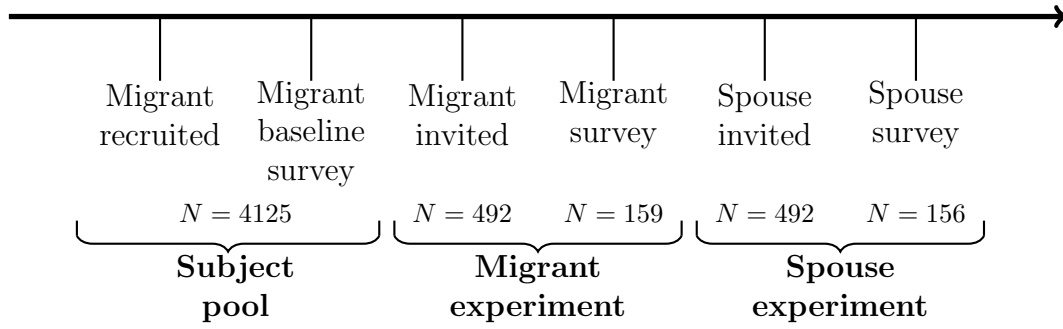 Migrant
recruited
Migrant
baseline
survey
Migrant
invited
Migrant
survey
Spouse
invited
Spouse
survey
N = 4125
N = 492
N = 159
N = 492
N = 156
Subject
pool
Migrant
experiment
Spouse
experiment